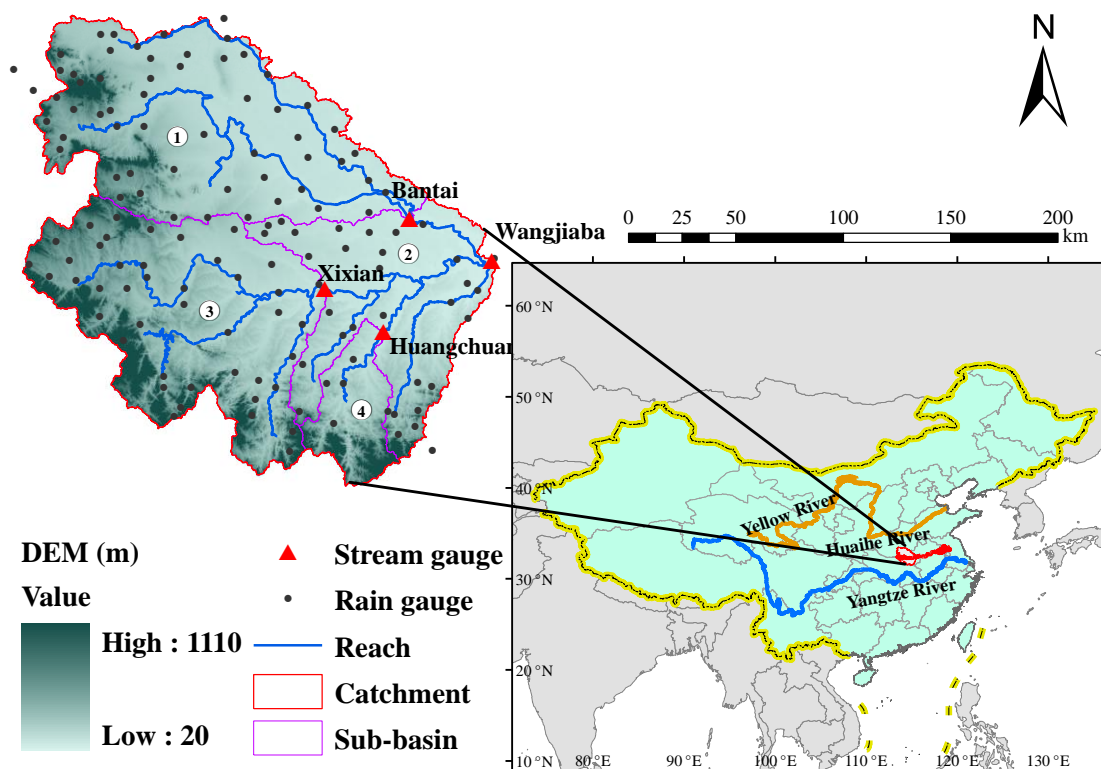 N
1
Bantai
Wangjiaba
0 25 50 100 150 200
km
2
Xixian
3
60°N
Huangchuan
50°N
4
40°N
Yellow River
Huaihe River
DEM (m)
Stream gauge
30°N
Yangtze River
Value
Rain gauge
High : 1110
Reach
20°N
Catchment
Low : 20
Sub-basin
10°N 80°E 90°E 100°E 110°E 120°E 130°E